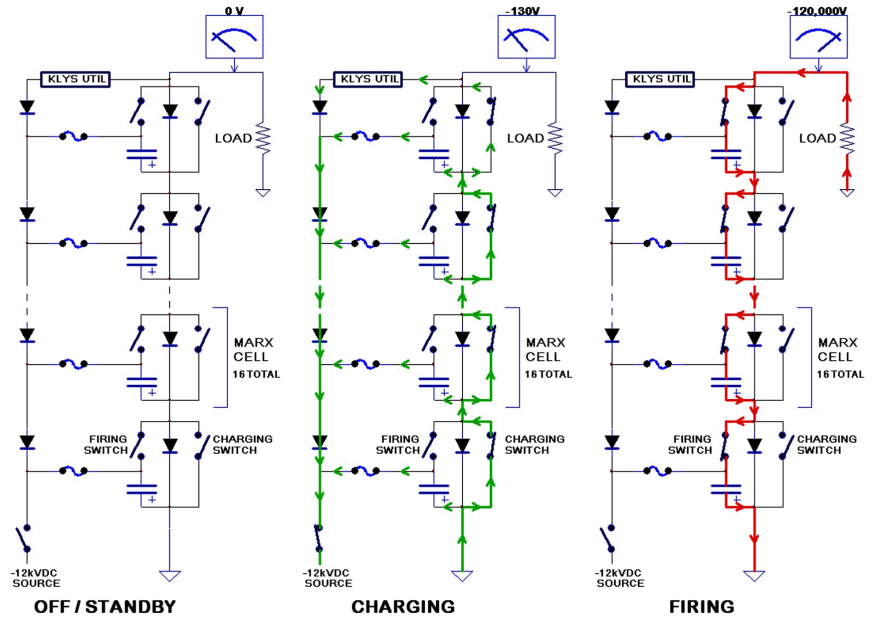 0 V
KLYS UTIL
LOAD
MARX
CELL
16 TOTAL
FIRING
SWITCH
CHARGING
SWITCH
+
+
+
+
-12kVDC
SOURCE
OFF / STANDBY
-130V
KLYS UTIL
LOAD
MARX
CELL
16 TOTAL
FIRING
SWITCH
CHARGING
SWITCH
+
+
+
+
-12kVDC
SOURCE
CHARGING
-120,000V
KLYS UTIL
LOAD
MARX
CELL
16 TOTAL
FIRING
SWITCH
CHARGING
SWITCH
+
+
+
+
-12kVDC
SOURCE
FIRING